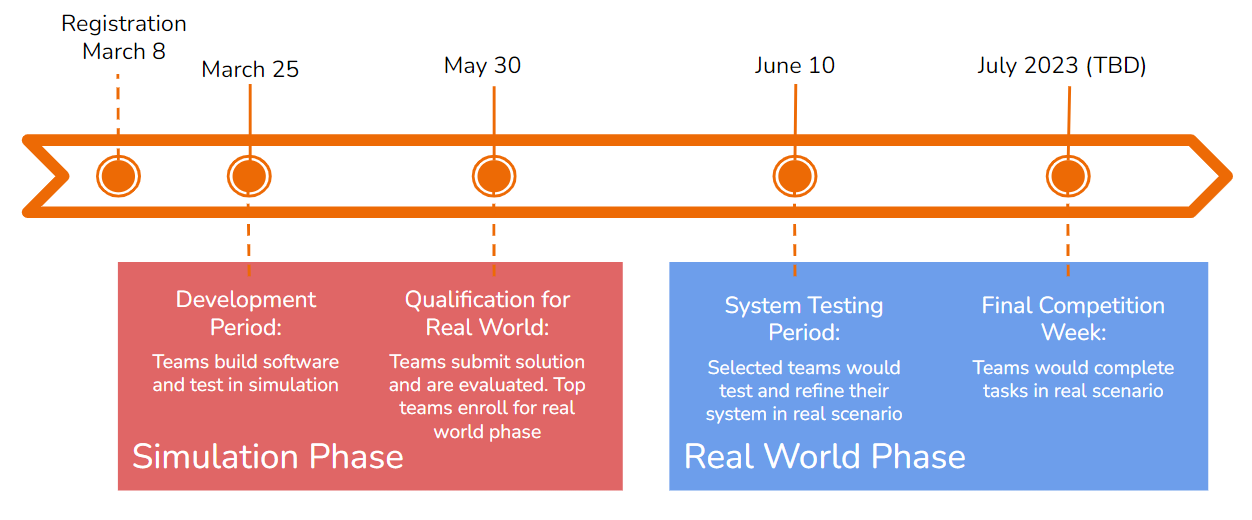 Registration
March 8
March 25
May 30
June 10
July 2023 (TBD)
Development
Period:
Teams build software
and test in simulation
Qualification for
Real World:
Teams submit solution
and are evaluated. Top
teams enroll for real
world phase
Simulation Phase
System Testing
Period:
Selected teams would
test and refine their
system in real scenario
Final Competition
Week:
Teams would complete
tasks in real scenario
Real World Phase